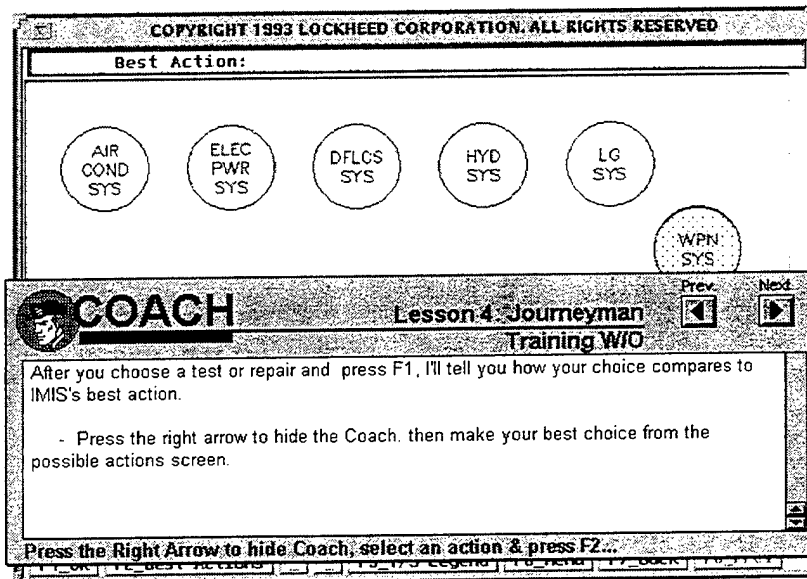 COPYRIGHT 1993 LOCKHEED CORPORATION. ALL RIGHTS RESERVED
Best Action:
AIR COND SYS
ELEC PWR SYS
DFLCS SYS
HYD SYS
LG SYS
WPN SYS
COACH
Lesson 4: Journeyman
Training W/O
Prev.
Next
After you choose a test or repair and press F1, I'll tell you how your choice compares to
IMIS's best action.
- Press the right arrow to hide the Coach. then make your best choice from the
possible actions screen.
Press the Right Arrow to hide Coach, select an action & press F2...